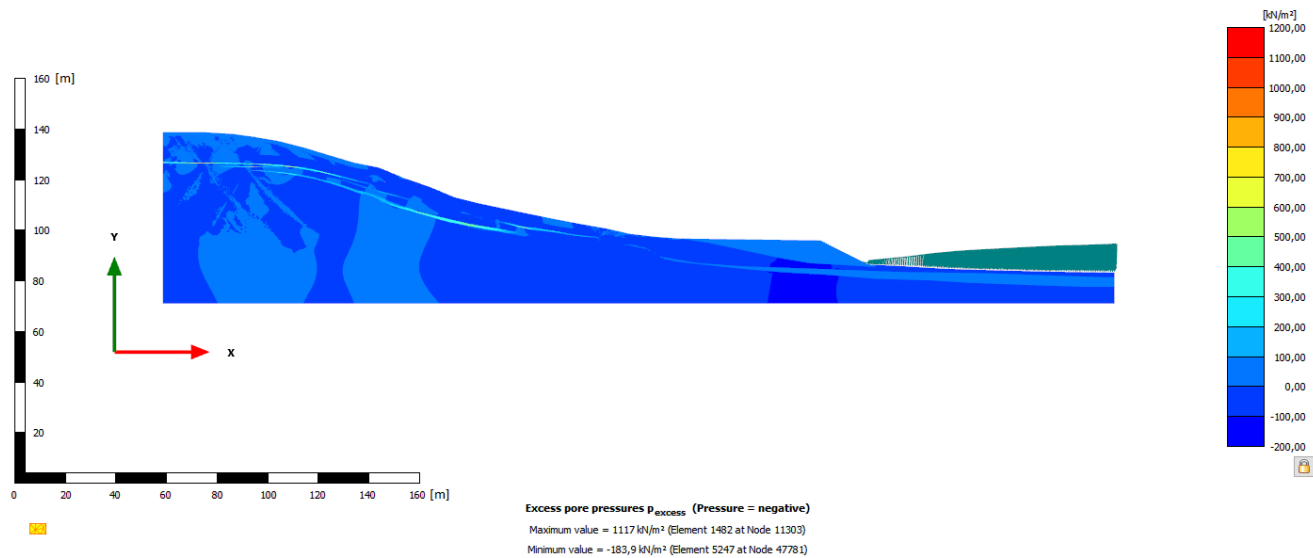 [kN/m²]
1200,00
1100,00
1000,00
900,00
800,00
700,00
600,00
500,00
400,00
300,00
200,00
100,00
0,00
-100,00
-200,00
160 [m]
140
120
100
80
60
40
20
Y
X
0 20 40 60 80 100 120 140 160 [m]
Excess pore pressures p_excess (Pressure = negative)
Maximum value = 1117 kN/m² (Element 1482 at Node 11303)
Minimum value = -183,9 kN/m² (Element 5247 at Node 47781)